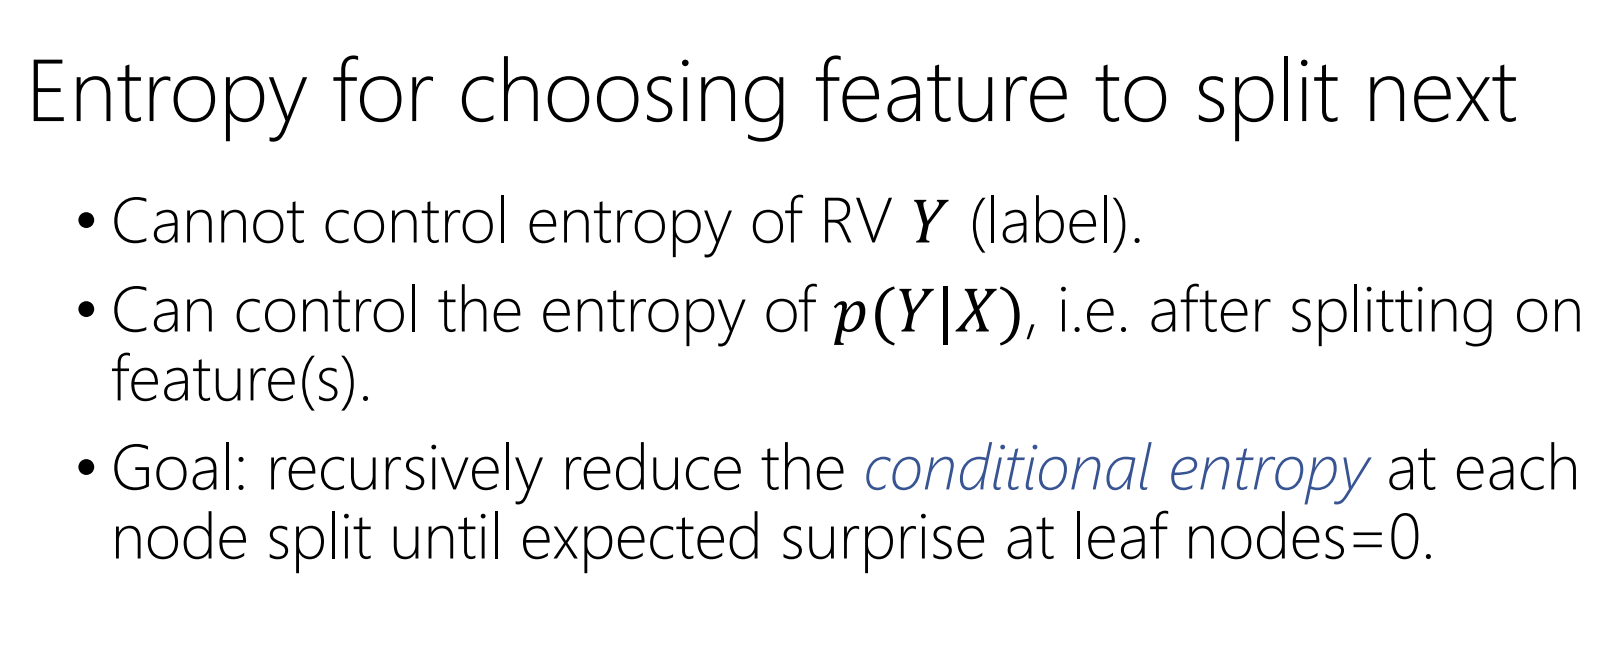 Entropy for choosing feature to split next
• Cannot control entropy of RV Y (label).
• Can control the entropy of p(Y|X), i.e. after splitting on
feature(s).
• Goal: recursively reduce the conditional entropy at each
node split until expected surprise at leaf nodes=0.